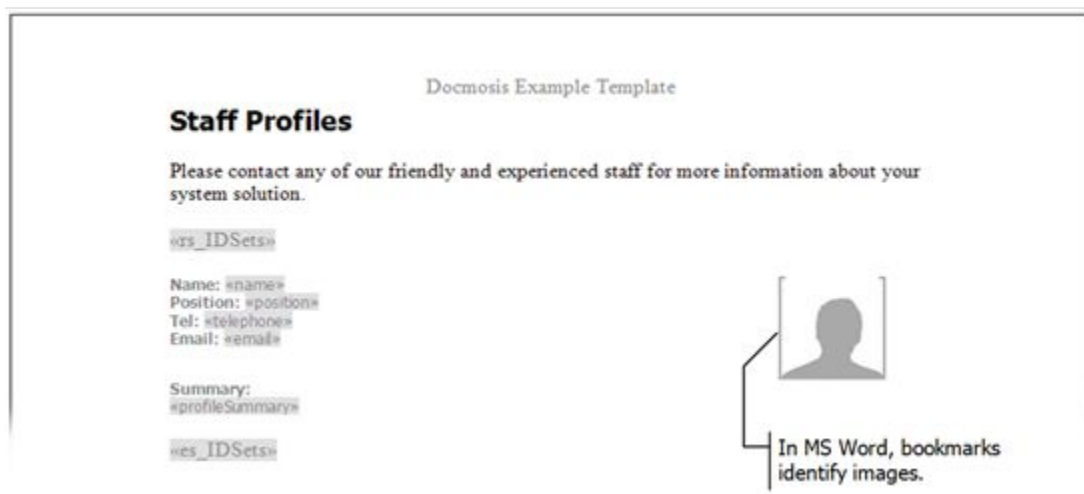 Docmosis Example Template
Staff Profiles
Please contact any of our friendly and experienced staff for more information about your
system solution.
«rs_IDSets»
Name: «name»
Position: «position»
Tel: «telephone»
Email: «email»
Summary:
«profileSummary»
«es_IDSets»
In MS Word, bookmarks
identify images.